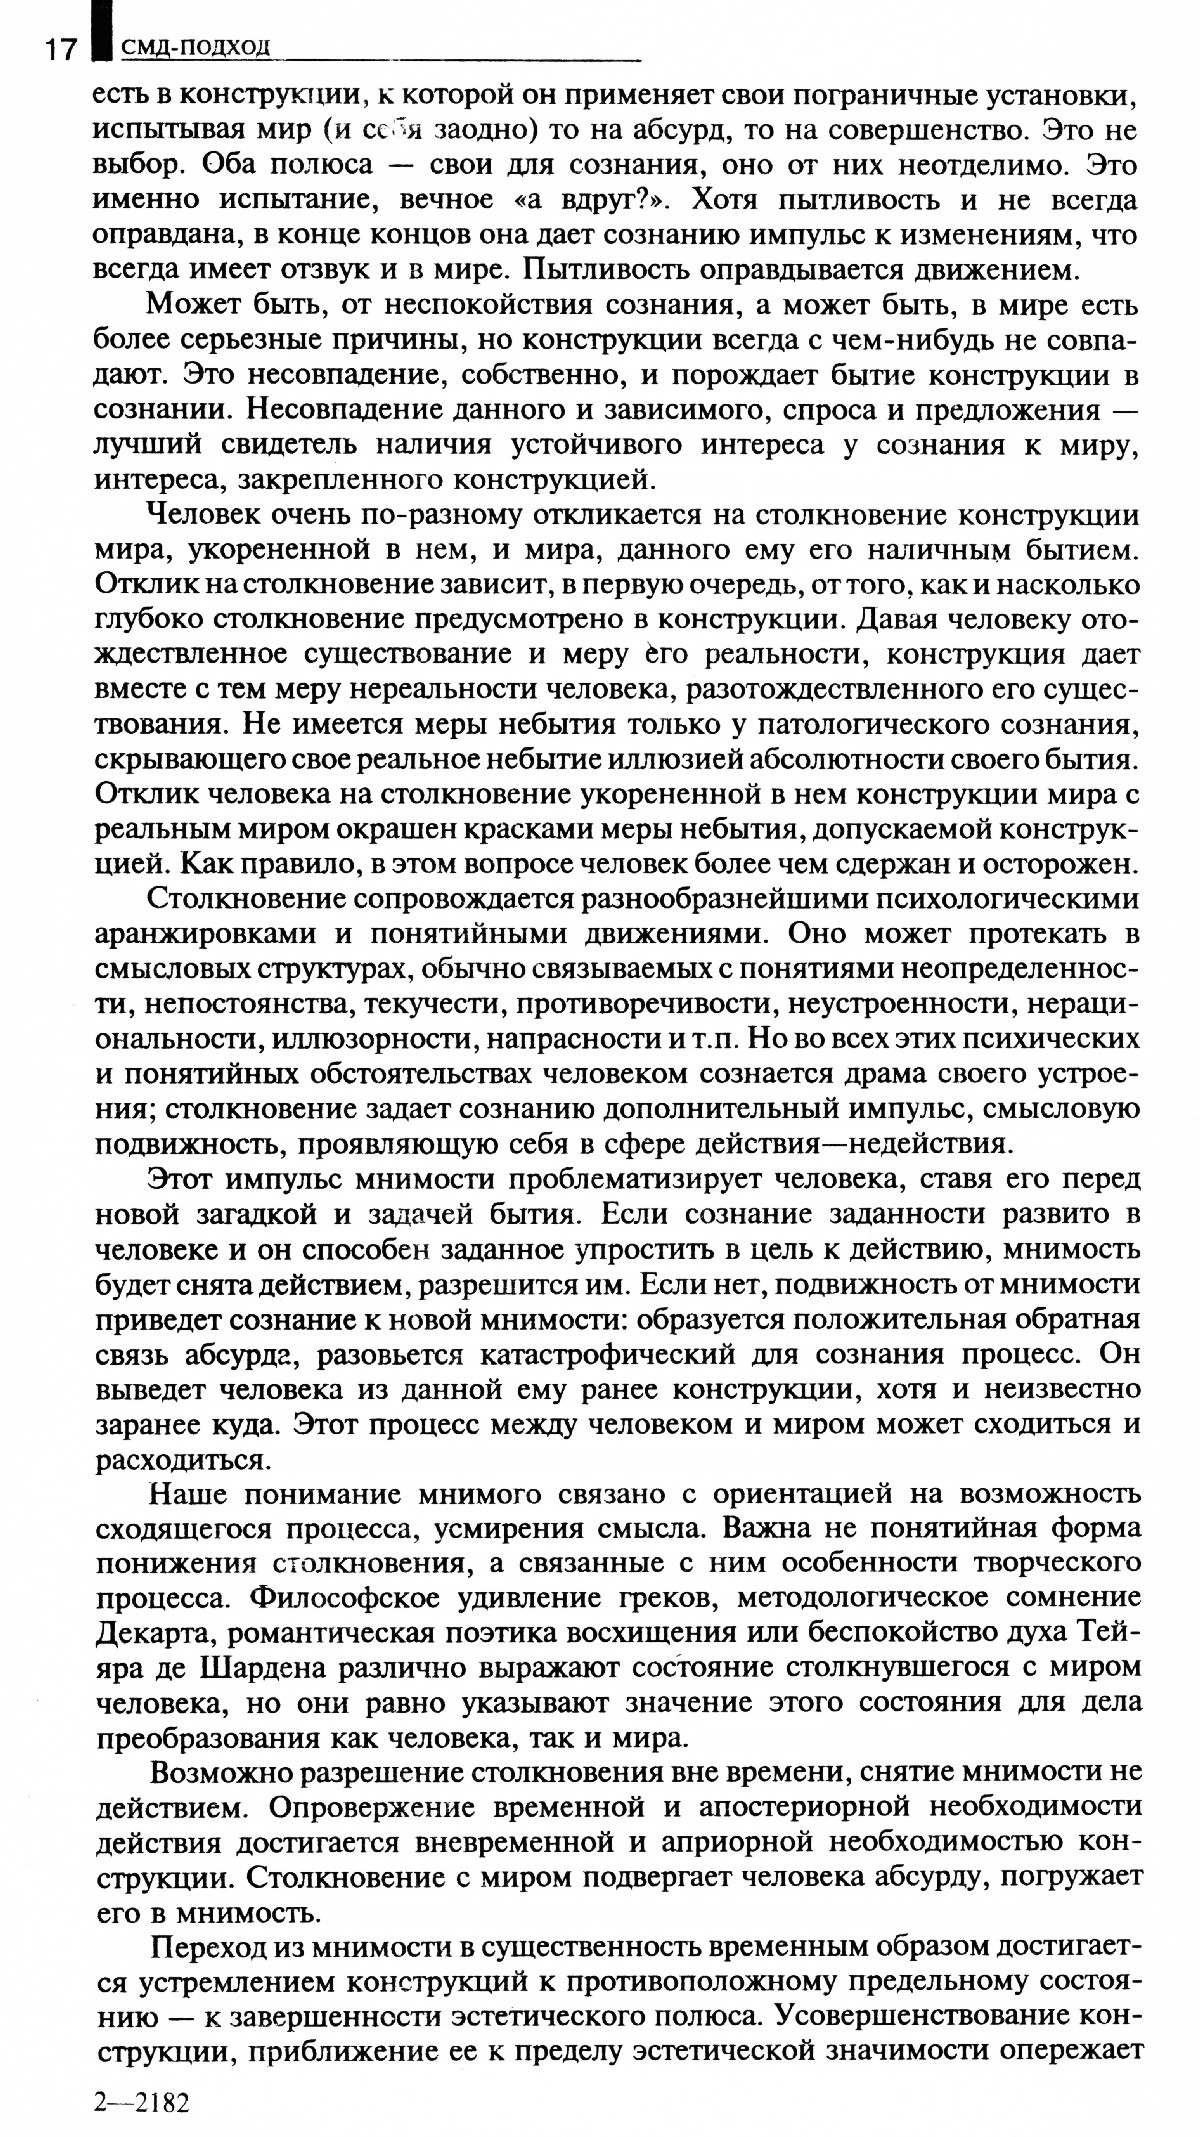 17 СМД-ПОДХОД
есть в конструкции, к которой он применяет свои пограничные установки,
испытывая мир (и себя заодно) то на абсурд, то на совершенство. Это не
выбор. Оба полюса — свои для сознания, оно от них неотделимо. Это
именно испытание, вечное «а вдруг?». Хотя пытливость и не всегда
оправдана, в конце концов она дает сознанию импульс к изменениям, что
всегда имеет отзвук и в мире. Пытливость оправдывается движением.
Может быть, от неспокойствия сознания, а может быть, в мире есть
более серьезные причины, но конструкции всегда с чем-нибудь не совпа-
дают. Это несовпадение, собственно, и порождает бытие конструкции в
сознании. Несовпадение данного и зависимого, спроса и предложения —
лучший свидетель наличия устойчивого интереса у сознания к миру,
интереса, закрепленного конструкцией.
Человек очень по-разному откликается на столкновение конструкции
мира, укорененной в нем, и мира, данного ему его наличным бытием.
Отклик на столкновение зависит, в первую очередь, от того, как и насколько
глубоко столкновение предусмотрено в конструкции. Давая человеку ото-
ждествленное существование и меру его реальности, конструкция дает
вместе с тем меру нереальности человека, разотождествленного его сущес-
твования. Не имеется меры небытия только у патологического сознания,
скрывающего свое реальное небытие иллюзией абсолютности своего бытия.
Отклик человека на столкновение укорененной в нем конструкции мира с
реальным миром окрашен красками меры небытия, допускаемой конструк-
цией. Как правило, в этом вопросе человек более чем сдержан и осторожен.
Столкновение сопровождается разнообразнейшими психологическими
аранжировками и понятийными движениями. Оно может протекать в
смысловых структурах, обычно связываемых с понятиями неопределеннос-
ти, непостоянства, текучести, противоречивости, неустроенности, нераци-
ональности, иллюзорности, напрасности и т.п. Но во всех этих психических
и понятийных обстоятельствах человеком сознается драма своего устрое-
ния; столкновение задает сознанию дополнительный импульс, смысловую
подвижность, проявляющую себя в сфере действия—недействия.
Этот импульс мнимости проблематизирует человека, ставя его перед
новой загадкой и задачей бытия. Если сознание заданности развито в
человеке и он способен заданное упростить в цель к действию, мнимость
будет снята действием, разрешится им. Если нет, подвижность от мнимости
приведет сознание к новой мнимости: образуется положительная обратная
связь абсурда, разовьется катастрофический для сознания процесс. Он
выведет человека из данной ему ранее конструкции, хотя и неизвестно
заранее куда. Этот процесс между человеком и миром может сходиться и
расходиться.
Наше понимание мнимого связано с ориентацией на возможность
сходящегося процесса, усмирения смысла. Важна не понятийная форма
понижения столкновения, а связанные с ним особенности творческого
процесса. Философское удивление греков, методологическое сомнение
Декарта, романтическая поэтика восхищения или беспокойство духа Тей-
яра де Шардена различно выражают состояние столкнувшегося с миром
человека, но они равно указывают значение этого состояния для дела
преобразования как человека, так и мира.
Возможно разрешение столкновения вне времени, снятие мнимости не
действием. Опровержение временной и апостериорной необходимости
действия достигается вневременной и априорной необходимостью кон-
струкции. Столкновение с миром подвергает человека абсурду, погружает
его в мнимость.
Переход из мнимости в существенность временным образом достигает-
ся устремлением конструкций к противоположному предельному состоя-
нию — к завершенности эстетического полюса. Усовершенствование кон-
струкции, приближение ее к пределу эстетической значимости опережает
2—2182